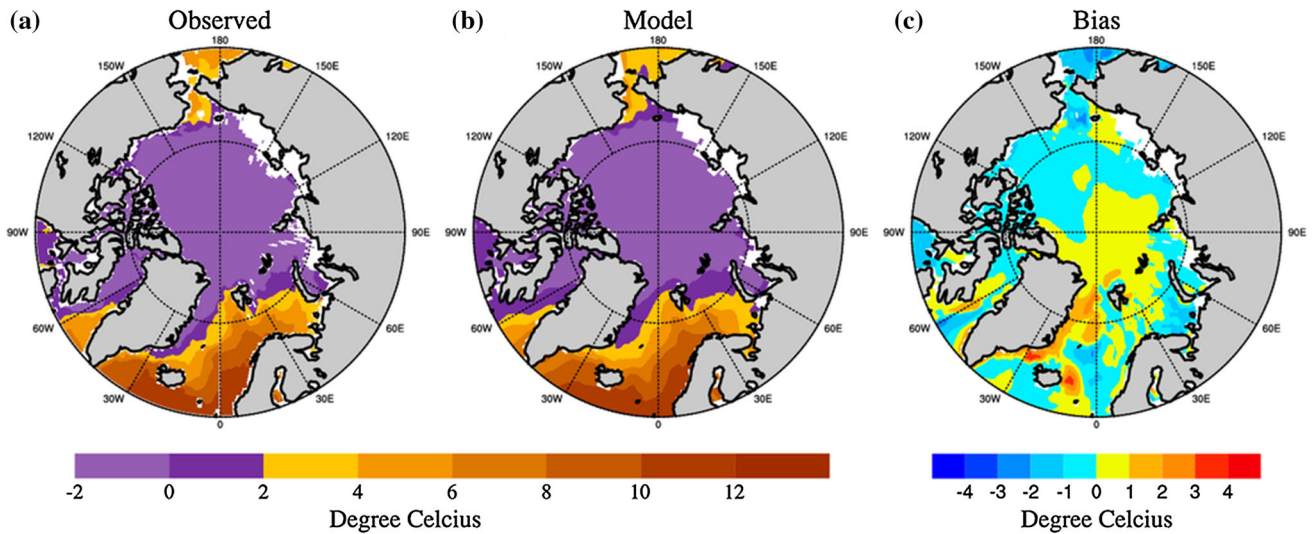 (a) Observed (b) Model (c) Bias
180 180 180
150W 150E 150W 150E 150W 150E
120W 120E 120W 120E 120W 120E
90W 90E 90W 90E 90W 90E
60W 60E 60W 60E 60W 60E
30W 30E 30W 30E 30W 30E
0 0 0
-2 0 2 4 6 8 10 12 -4 -3 -2 -1 0 1 2 3 4
Degree Celcius Degree Celcius